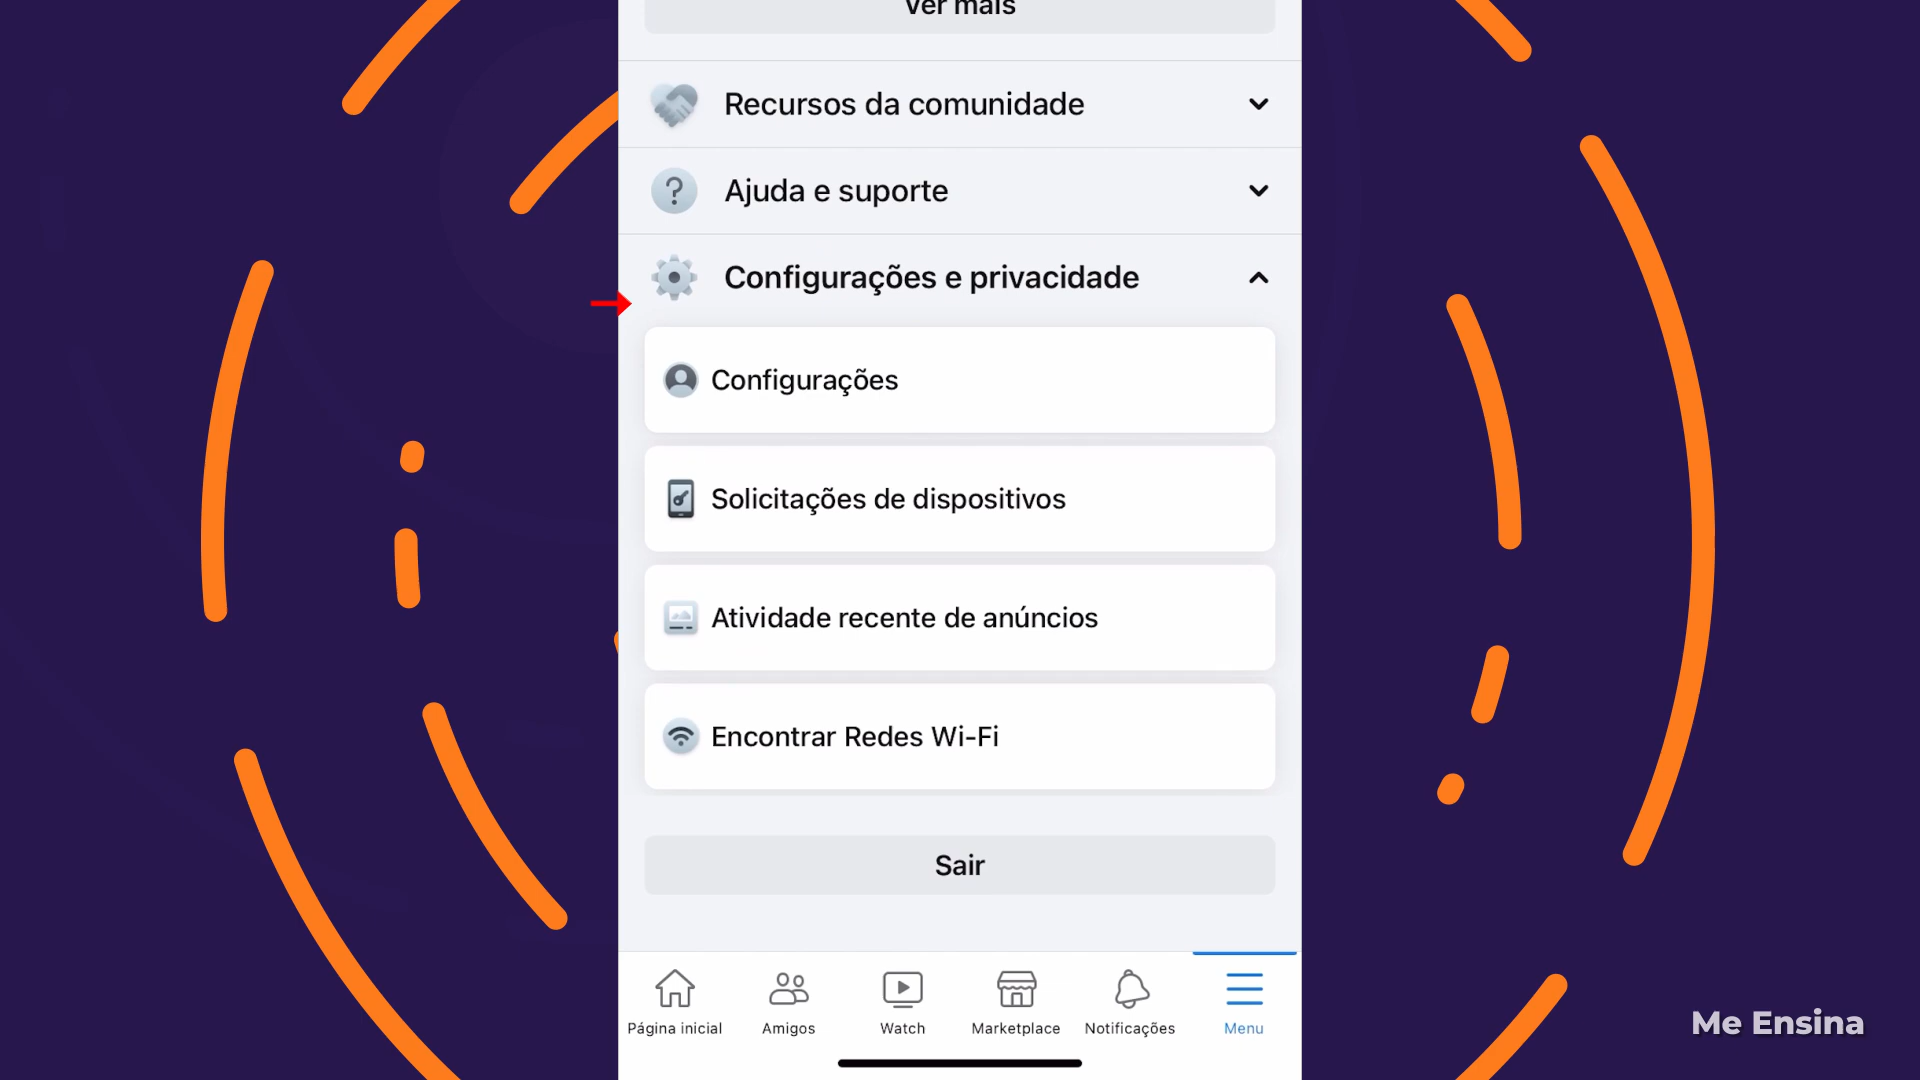 Ver mais
Recursos da comunidade
Ajuda e suporte
Configurações e privacidade
Configurações
Solicitações de dispositivos
Atividade recente de anúncios
Encontrar Redes Wi-Fi
Sair
Página inicial
Amigos
Watch
Marketplace
Notificações
Menu
Me Ensina